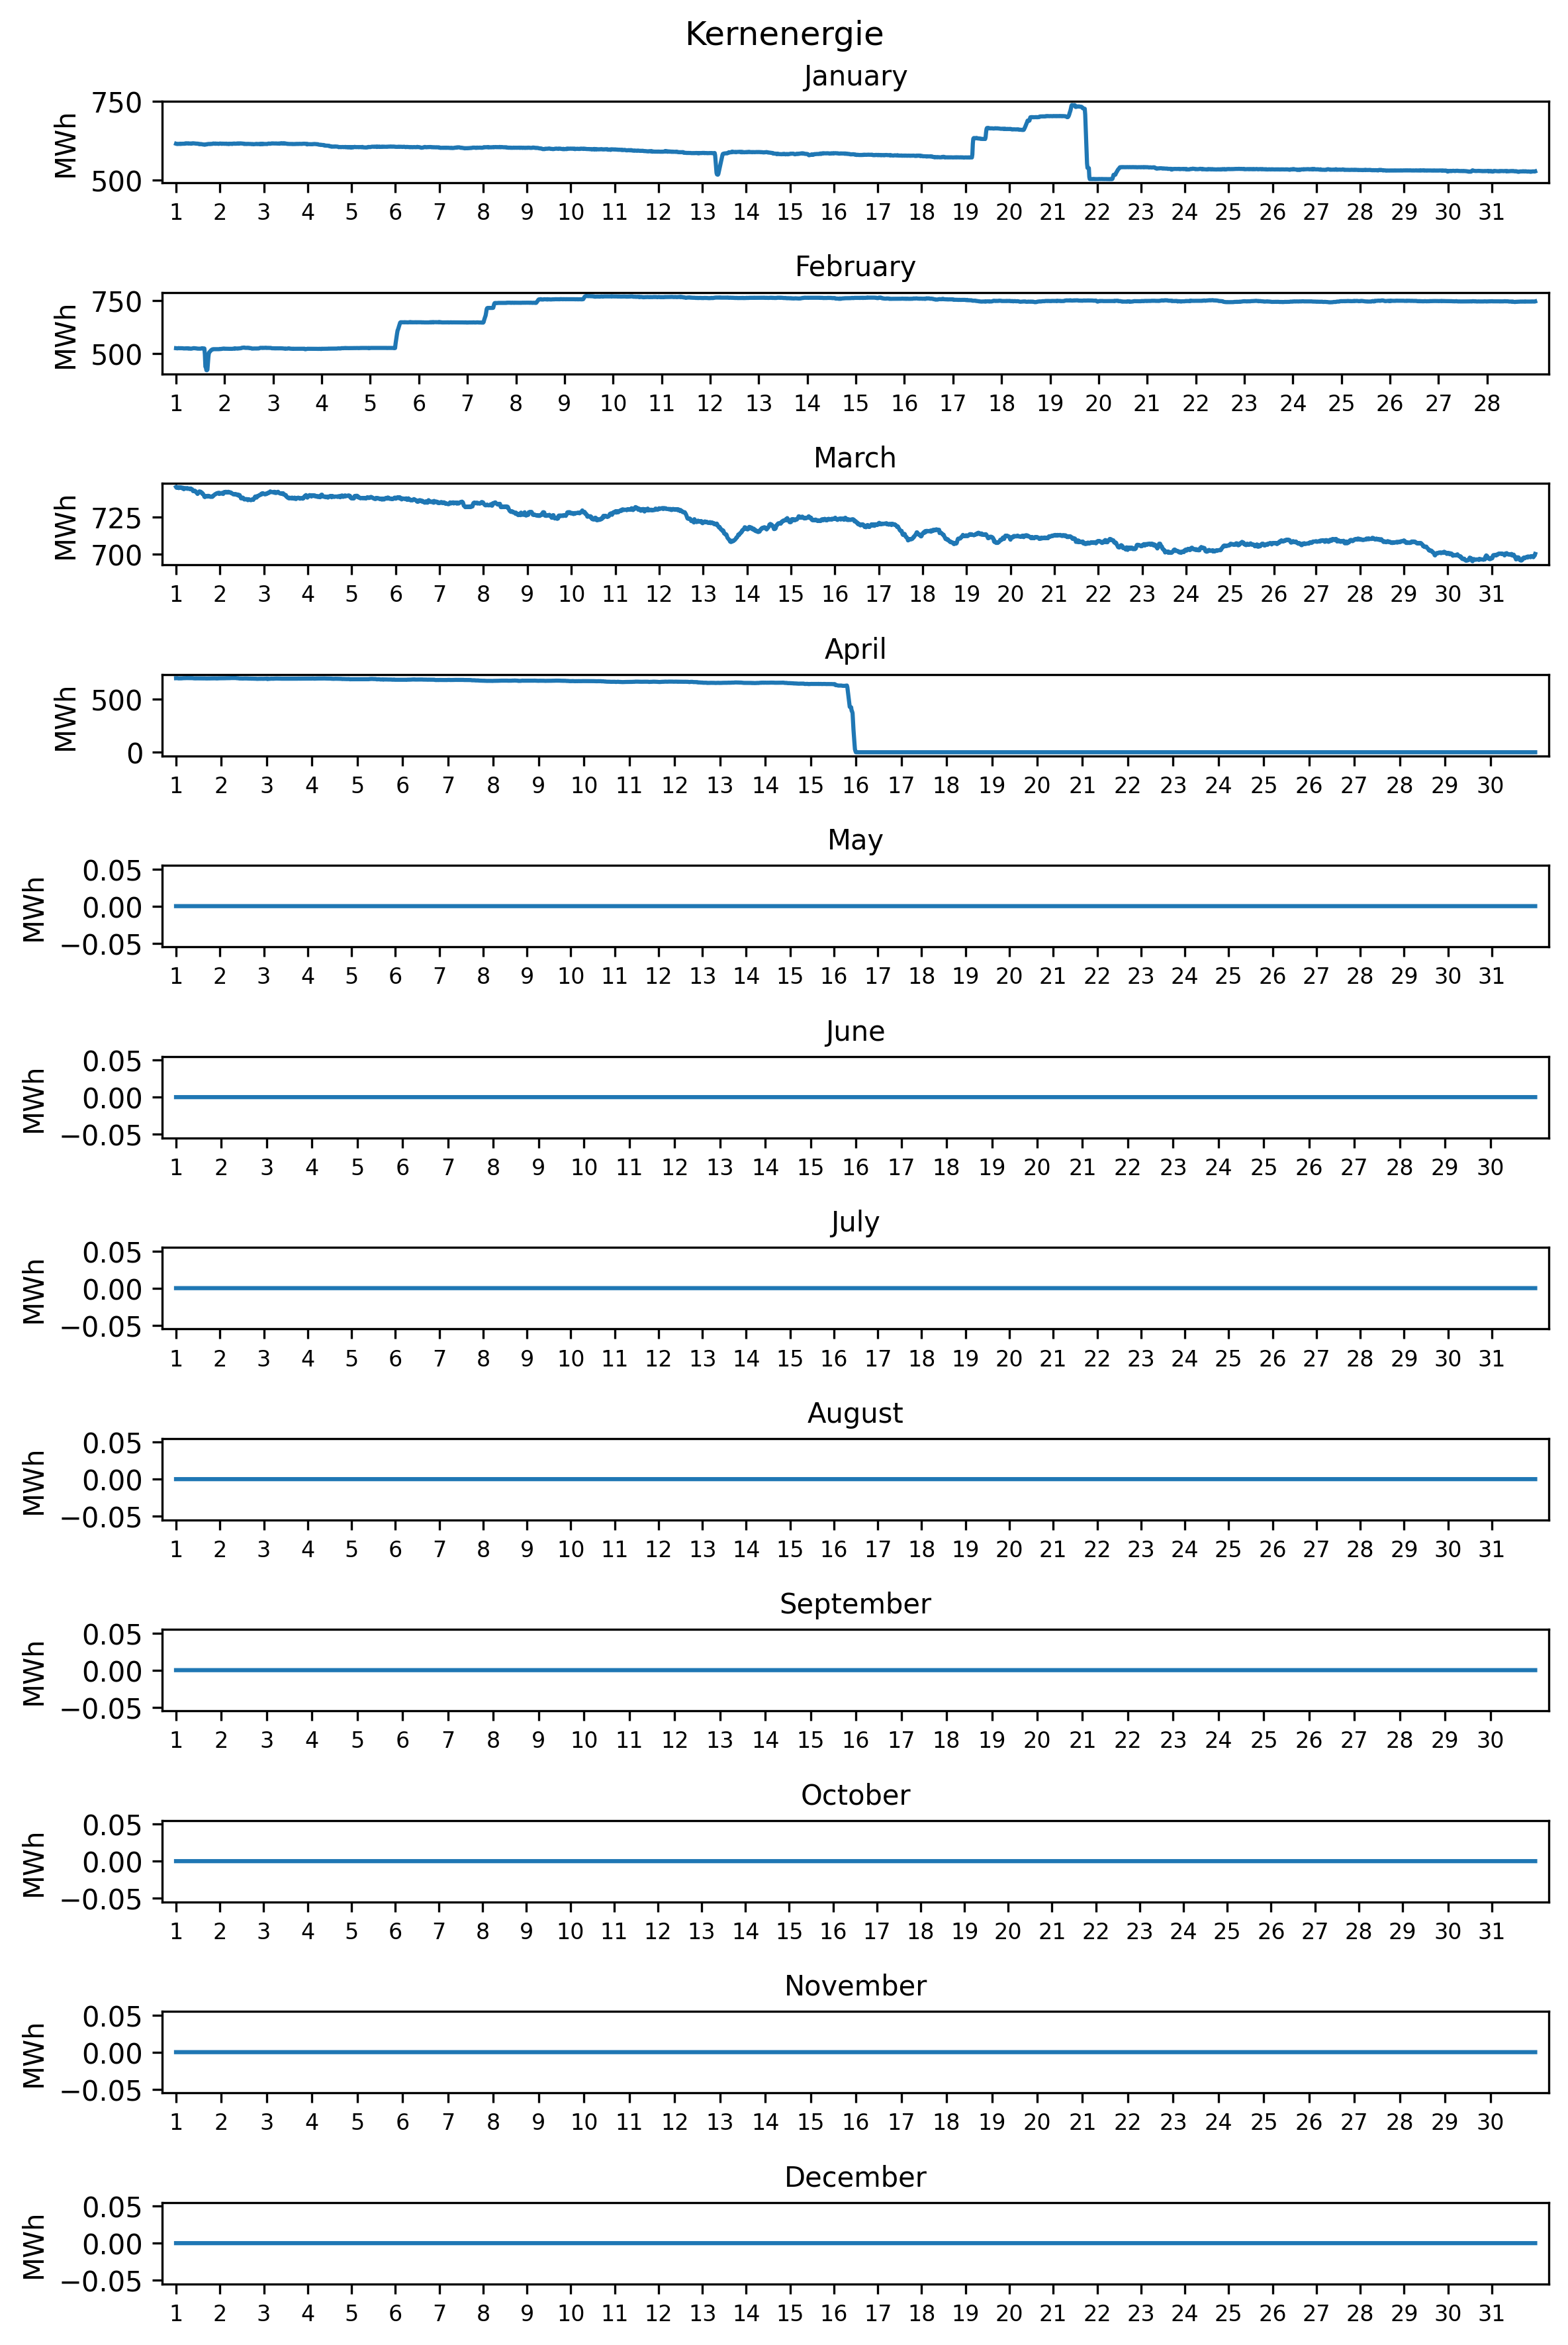 Kernenergie
January
MWh
750
500
1 2 3 4 5 6 7 8 9 10 11 12 13 14 15 16 17 18 19 20 21 22 23 24 25 26 27 28 29 30 31
February
MWh
750
500
1 2 3 4 5 6 7 8 9 10 11 12 13 14 15 16 17 18 19 20 21 22 23 24 25 26 27 28
March
MWh
725
700
1 2 3 4 5 6 7 8 9 10 11 12 13 14 15 16 17 18 19 20 21 22 23 24 25 26 27 28 29 30 31
April
MWh
500
0
1 2 3 4 5 6 7 8 9 10 11 12 13 14 15 16 17 18 19 20 21 22 23 24 25 26 27 28 29 30
May
MWh
0.05
0.00
−0.05
1 2 3 4 5 6 7 8 9 10 11 12 13 14 15 16 17 18 19 20 21 22 23 24 25 26 27 28 29 30 31
June
MWh
0.05
0.00
−0.05
1 2 3 4 5 6 7 8 9 10 11 12 13 14 15 16 17 18 19 20 21 22 23 24 25 26 27 28 29 30
July
MWh
0.05
0.00
−0.05
1 2 3 4 5 6 7 8 9 10 11 12 13 14 15 16 17 18 19 20 21 22 23 24 25 26 27 28 29 30 31
August
MWh
0.05
0.00
−0.05
1 2 3 4 5 6 7 8 9 10 11 12 13 14 15 16 17 18 19 20 21 22 23 24 25 26 27 28 29 30 31
September
MWh
0.05
0.00
−0.05
1 2 3 4 5 6 7 8 9 10 11 12 13 14 15 16 17 18 19 20 21 22 23 24 25 26 27 28 29 30
October
MWh
0.05
0.00
−0.05
1 2 3 4 5 6 7 8 9 10 11 12 13 14 15 16 17 18 19 20 21 22 23 24 25 26 27 28 29 30 31
November
MWh
0.05
0.00
−0.05
1 2 3 4 5 6 7 8 9 10 11 12 13 14 15 16 17 18 19 20 21 22 23 24 25 26 27 28 29 30
December
MWh
0.05
0.00
−0.05
1 2 3 4 5 6 7 8 9 10 11 12 13 14 15 16 17 18 19 20 21 22 23 24 25 26 27 28 29 30 31